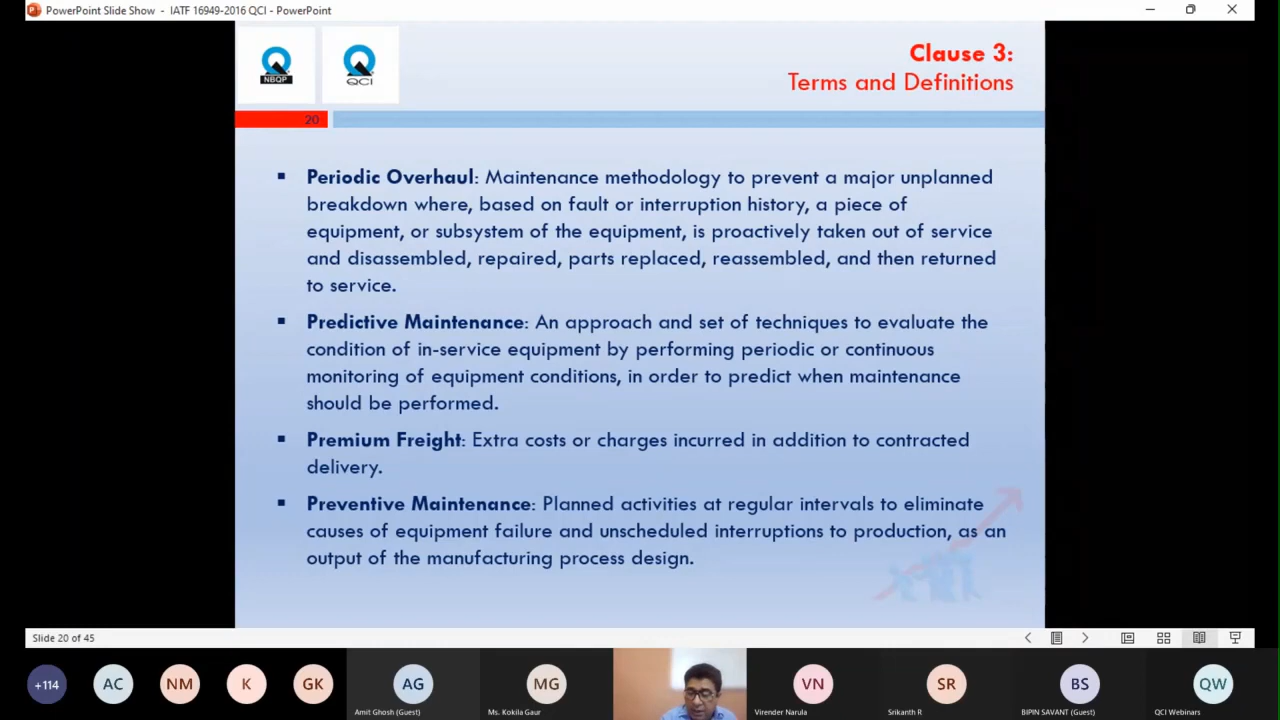 PowerPoint Slide Show - IATF 16949-2016 QCI - PowerPoint
NBQP
QCI
Clause 3:
Terms and Definitions
20
▪ Periodic Overhaul: Maintenance methodology to prevent a major unplanned
breakdown where, based on fault or interruption history, a piece of
equipment, or subsystem of the equipment, is proactively taken out of service
and disassembled, repaired, parts replaced, reassembled, and then returned
to service.
▪ Predictive Maintenance: An approach and set of techniques to evaluate the
condition of in-service equipment by performing periodic or continuous
monitoring of equipment conditions, in order to predict when maintenance
should be performed.
▪ Premium Freight: Extra costs or charges incurred in addition to contracted
delivery.
▪ Preventive Maintenance: Planned activities at regular intervals to eliminate
causes of equipment failure and unscheduled interruptions to production, as an
output of the manufacturing process design.
Slide 20 of 45
+114 AC NM K GK AG MG VN SR BS QW
Amit Ghosh (Guest) Ms. Kokila Gaur Virender Narula Srikanth R BIPIN SAVANT (Guest) QCI Webinars